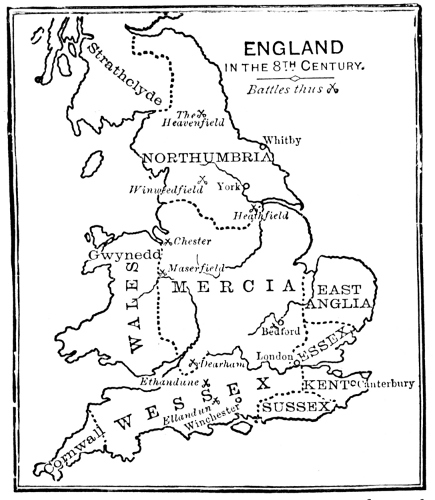 ENGLAND
IN THE 8TH CENTURY.
Battles thus
Strathclyde
The
Heavenfield
Whitby
NORTHUMBRIA
Winwedfield
York
Heathfield
Chester
Gwynedd
Maserfield
WALES
MERCIA
EAST
ANGLIA
Bedford
ESSEX
London
Dearham
Ethandune
KENT
Canterbury
WESSEX
Ellandun
Winchester
SUSSEX
Cornwall